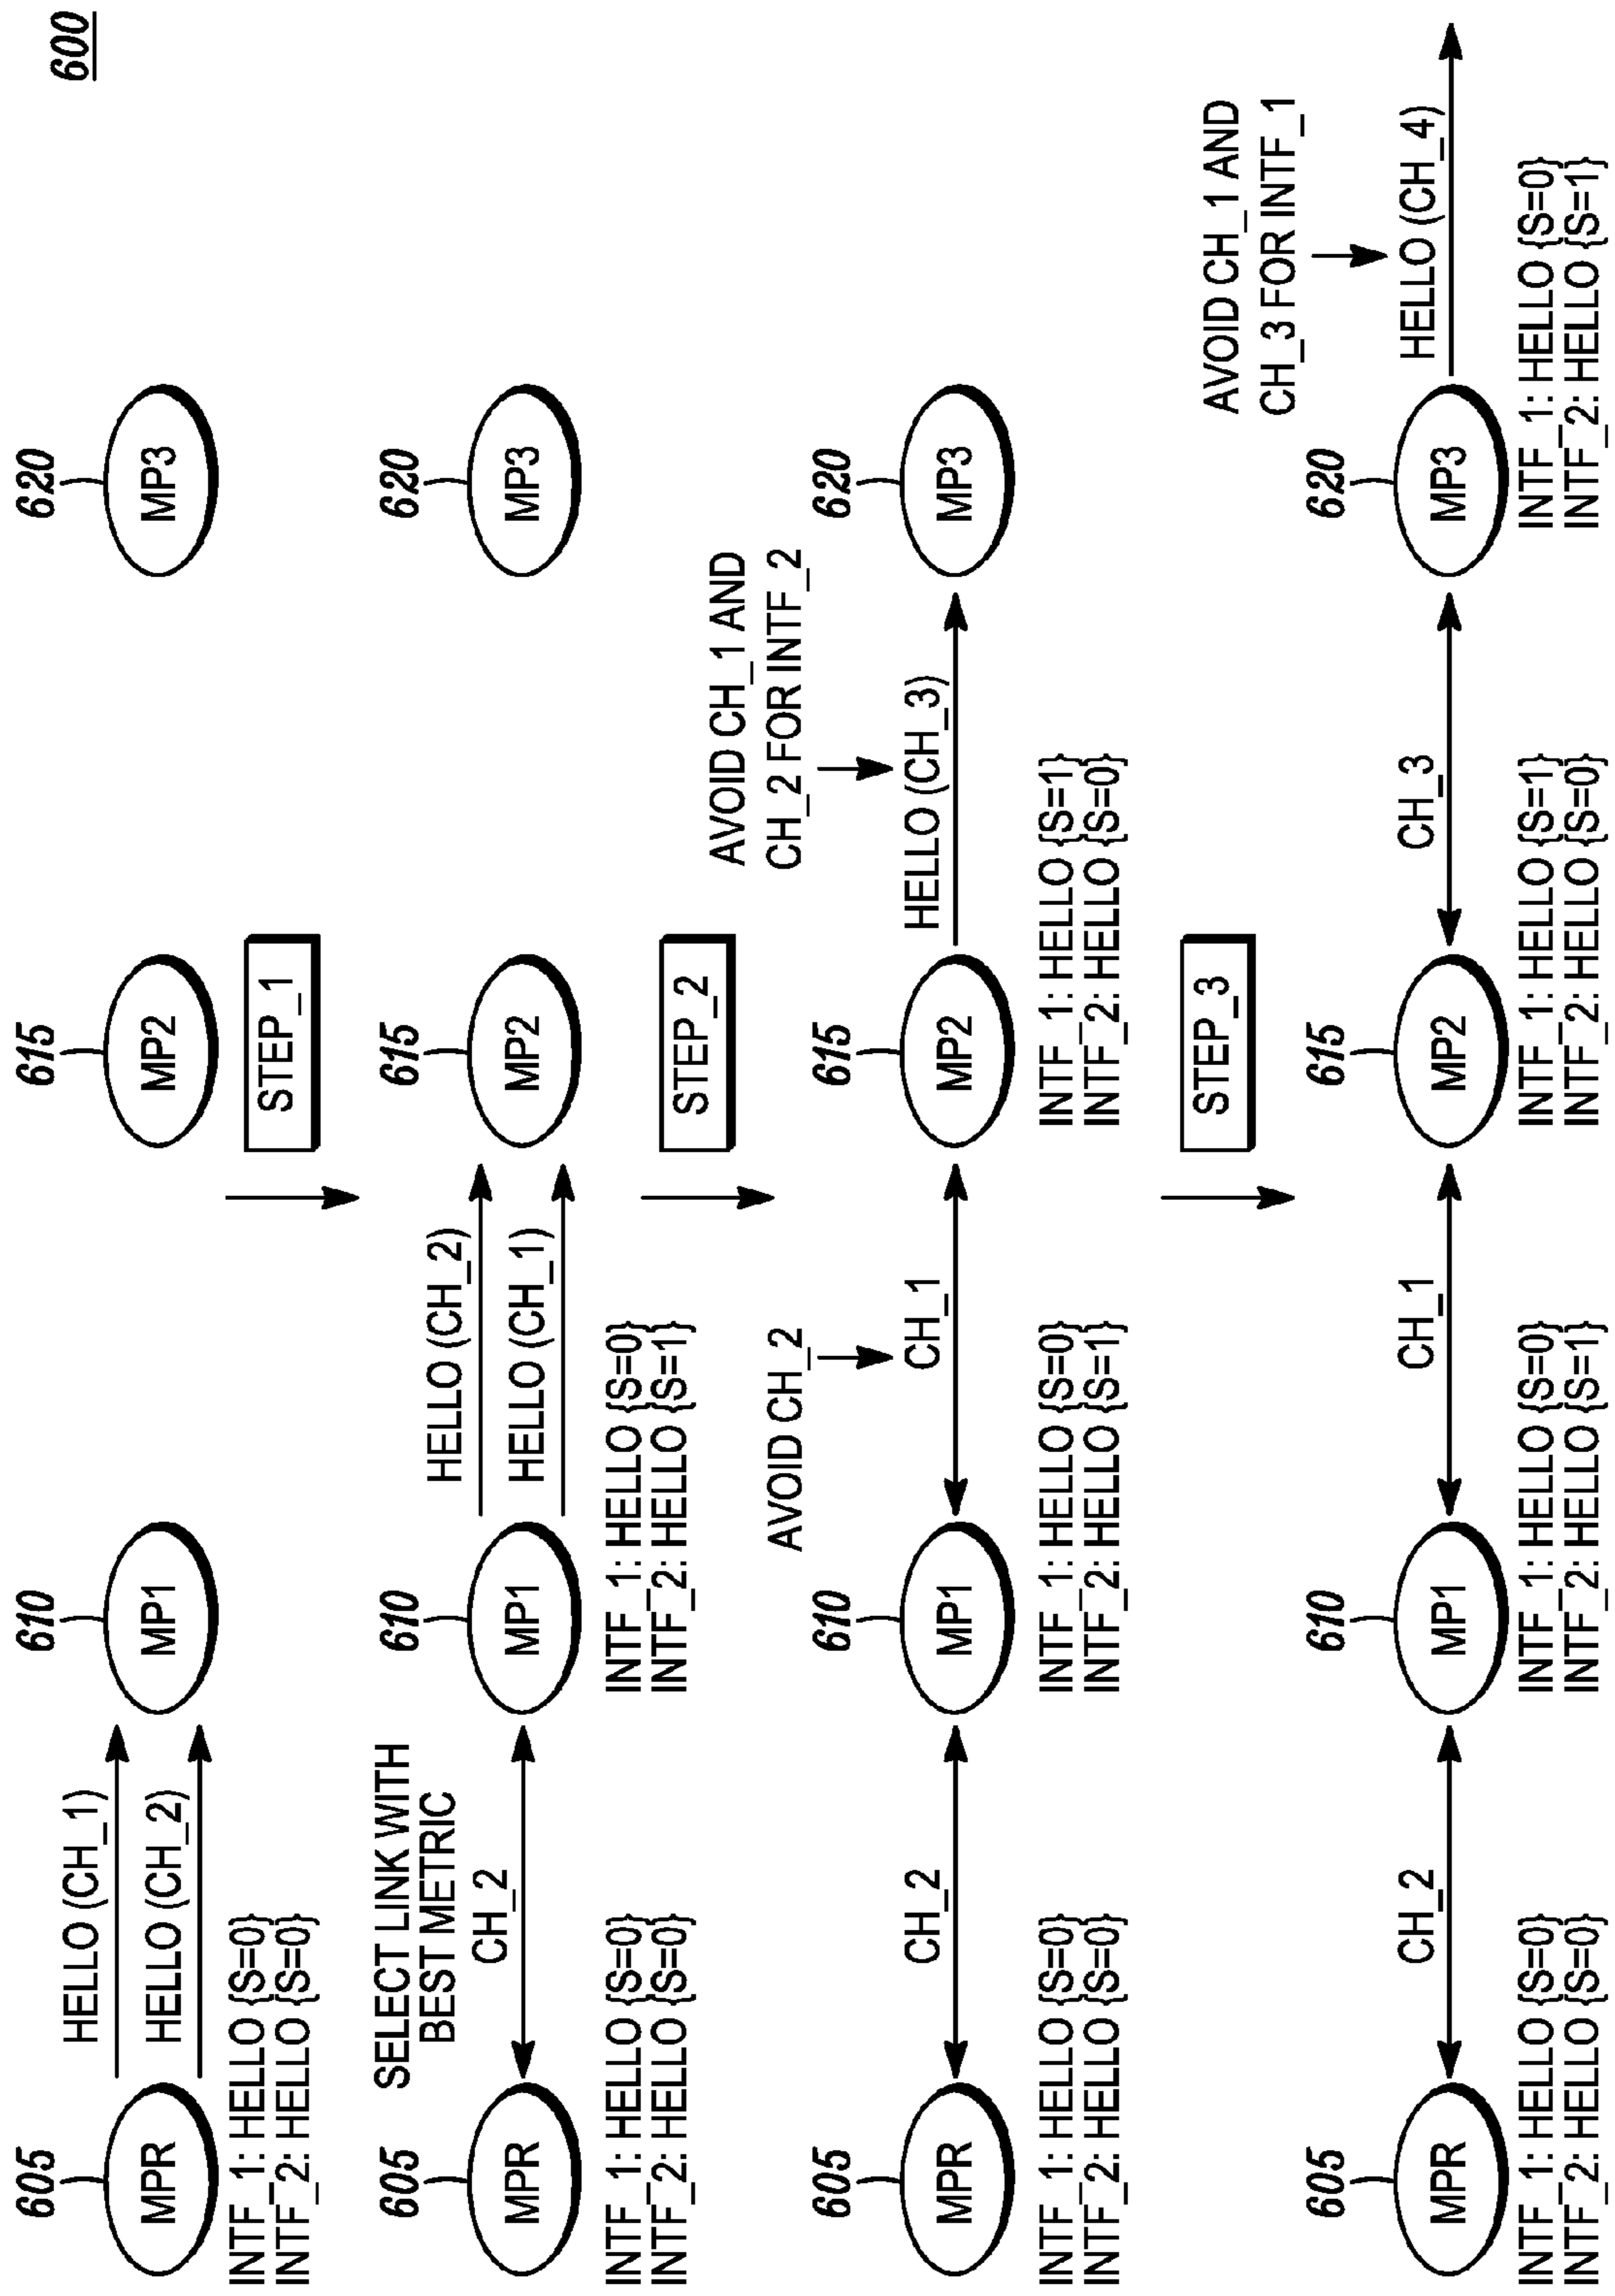 600
605
610
615
620
HELLO (CH_1)
HELLO (CH_2)
MPR
MP1
MP2
MP3
INTF_1: HELLO {S=0}
INTF_2: HELLO {S=0}
STEP_1
SELECT LINK WITH
BEST METRIC
605
610
615
620
CH_2
HELLO (CH_2)
HELLO (CH_1)
MPR
MP1
MP2
MP3
INTF_1: HELLO {S=0}
INTF_2: HELLO {S=0}
INTF_1: HELLO {S=0}
INTF_2: HELLO {S=1}
STEP_2
AVOID CH_2
AVOID CH_1 AND
CH_2 FOR INTF_2
605
610
615
620
CH_2
CH_1
HELLO (CH_3)
MPR
MP1
MP2
MP3
INTF_1: HELLO {S=0}
INTF_2: HELLO {S=0}
INTF_1: HELLO {S=0}
INTF_2: HELLO {S=1}
INTF_1: HELLO {S=1}
INTF_2: HELLO {S=0}
STEP_3
AVOID CH_1 AND
CH_3 FOR INTF_1
605
610
615
620
CH_2
CH_1
CH_3
HELLO (CH_4)
MPR
MP1
MP2
MP3
INTF_1: HELLO {S=0}
INTF_2: HELLO {S=0}
INTF_1: HELLO {S=0}
INTF_2: HELLO {S=1}
INTF_1: HELLO {S=1}
INTF_2: HELLO {S=0}
INTF_1: HELLO {S=0}
INTF_2: HELLO {S=1}